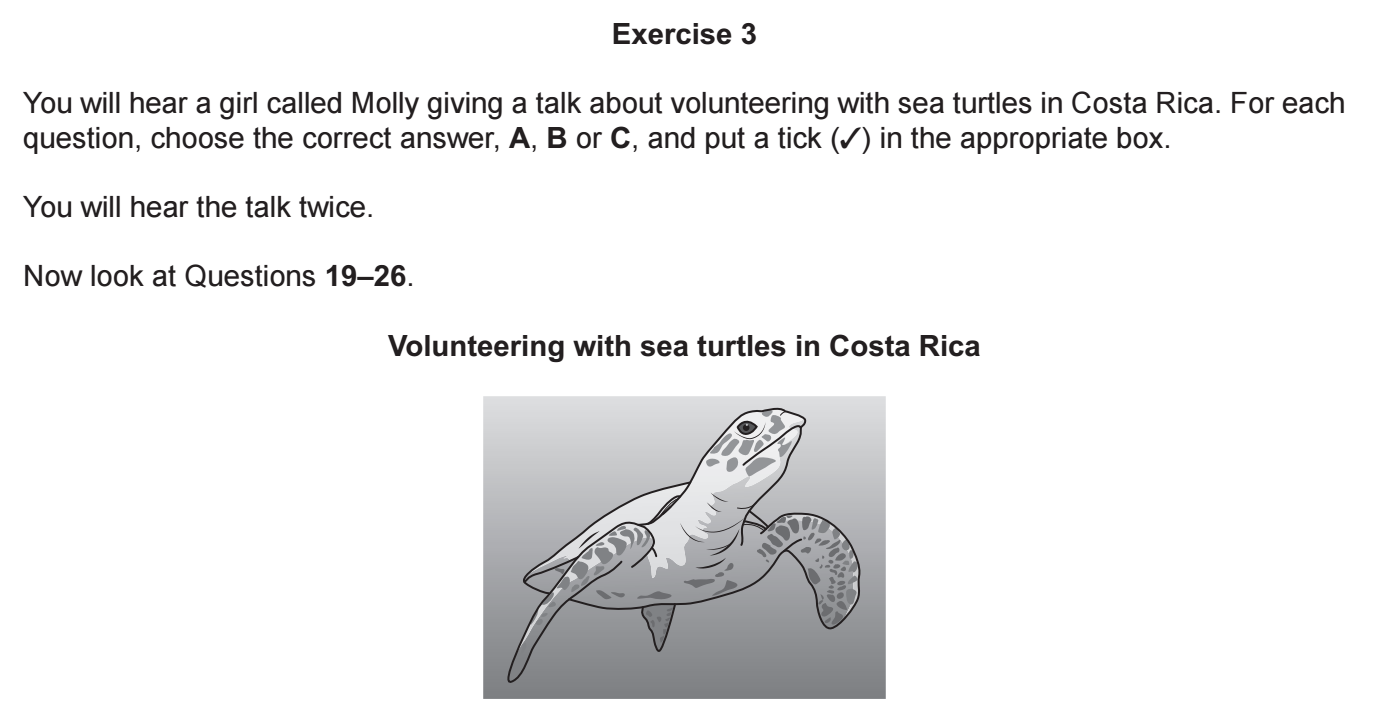 Exercise 3
You will hear a girl called Molly giving a talk about volunteering with sea turtles in Costa Rica. For each
question, choose the correct answer, A, B or C, and put a tick (✓) in the appropriate box.
You will hear the talk twice.
Now look at Questions 19–26.
Volunteering with sea turtles in Costa Rica